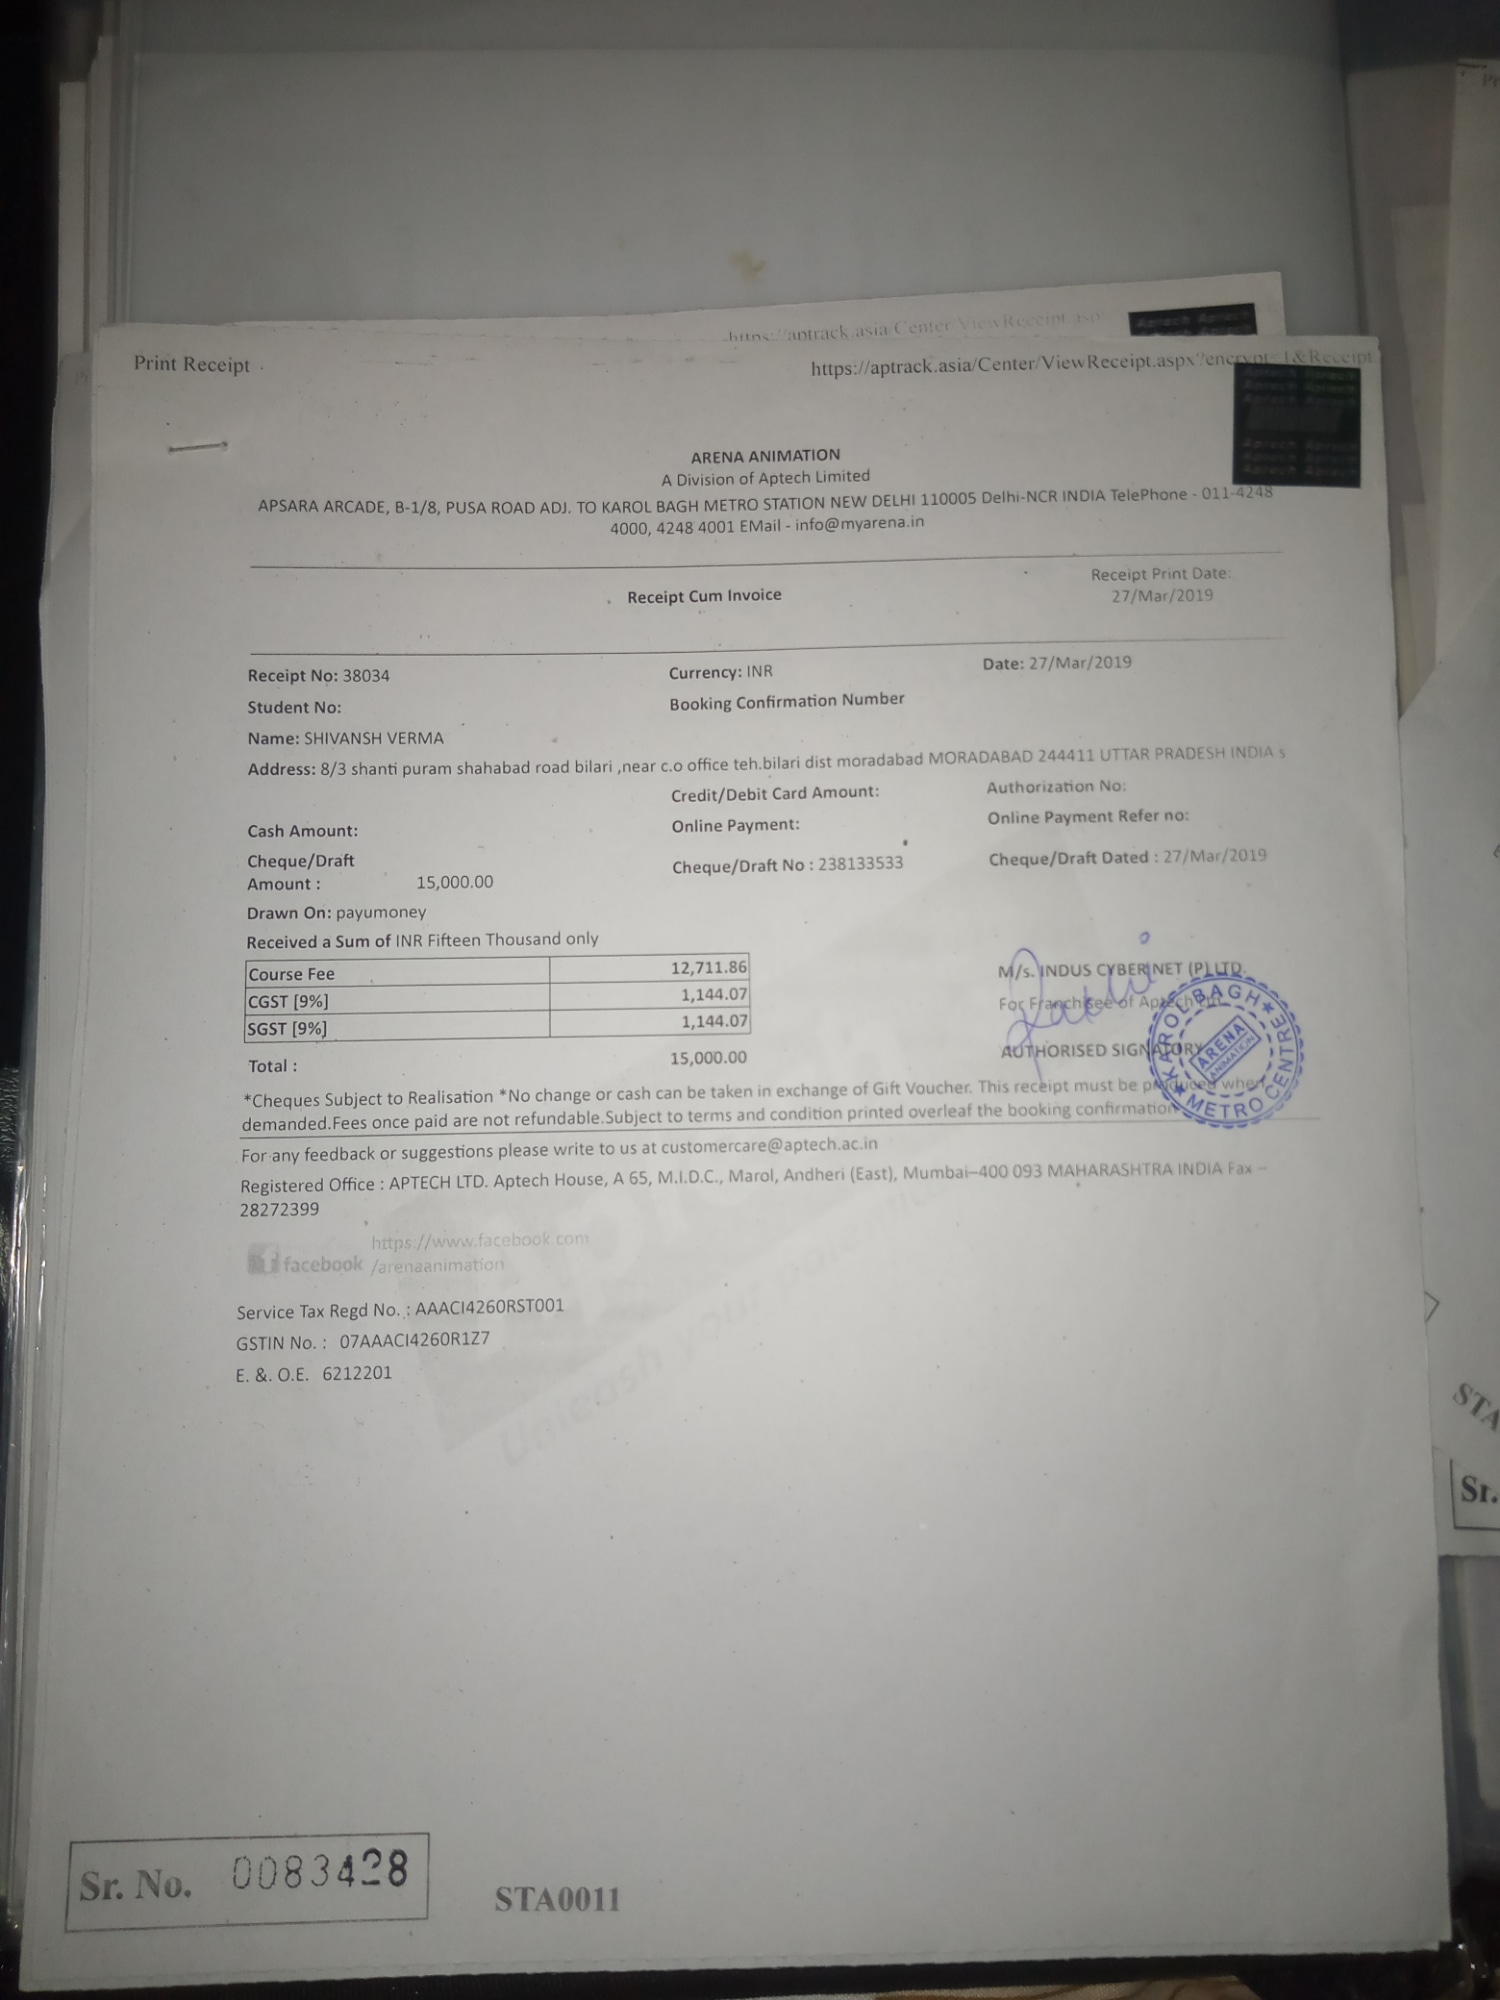 https://aptrack.asia/Center/ViewReceipt.asp
Print Receipt
https://aptrack.asia/Center/ViewReceipt.aspx?encrypt=1&Receipt
ARENA ANIMATION
A Division of Aptech Limited
APSARA ARCADE, B-1/8, PUSA ROAD ADJ. TO KAROL BAGH METRO STATION NEW DELHI 110005 Delhi-NCR INDIA TelePhone - 011-4248
4000, 4248 4001 EMail - info@myarena.in
Receipt Cum Invoice
Receipt Print Date:
27/Mar/2019
Receipt No: 38034 Currency: INR Date: 27/Mar/2019
Student No: Booking Confirmation Number
Name: SHIVANSH VERMA
Address: 8/3 shanti puram shahabad road bilari ,near c.o office teh.bilari dist moradabad MORADABAD 244411 UTTAR PRADESH INDIA s
Credit/Debit Card Amount: Authorization No:
Cash Amount: Online Payment: Online Payment Refer no:
Cheque/Draft
Amount : 15,000.00 Cheque/Draft No : 238133533 Cheque/Draft Dated : 27/Mar/2019
Drawn On: payumoney
Received a Sum of INR Fifteen Thousand only
Course Fee 12,711.86
CGST [9%] 1,144.07
SGST [9%] 1,144.07
Total : 15,000.00
M/s. INDUS CYBERNET (P) LTD.
For Franchisee of Aptech Ltd.
AUTHORISED SIGNATORY
KAROL BAGH METRO CENTRE
ARENA
ANIMATION
*Cheques Subject to Realisation *No change or cash can be taken in exchange of Gift Voucher. This receipt must be produced when
demanded.Fees once paid are not refundable.Subject to terms and condition printed overleaf the booking confirmation
For any feedback or suggestions please write to us at customercare@aptech.ac.in
Registered Office : APTECH LTD. Aptech House, A 65, M.I.D.C., Marol, Andheri (East), Mumbai–400 093 MAHARASHTRA INDIA Fax –
28272399
facebook
https://www.facebook.com
/arenaanimation
Service Tax Regd No. : AAACI4260RST001
GSTIN No. : 07AAACI4260R1Z7
E. &. O.E. 6212201
Unleash your potential
Sr. No. 0083428
STA0011
STA
Sr.